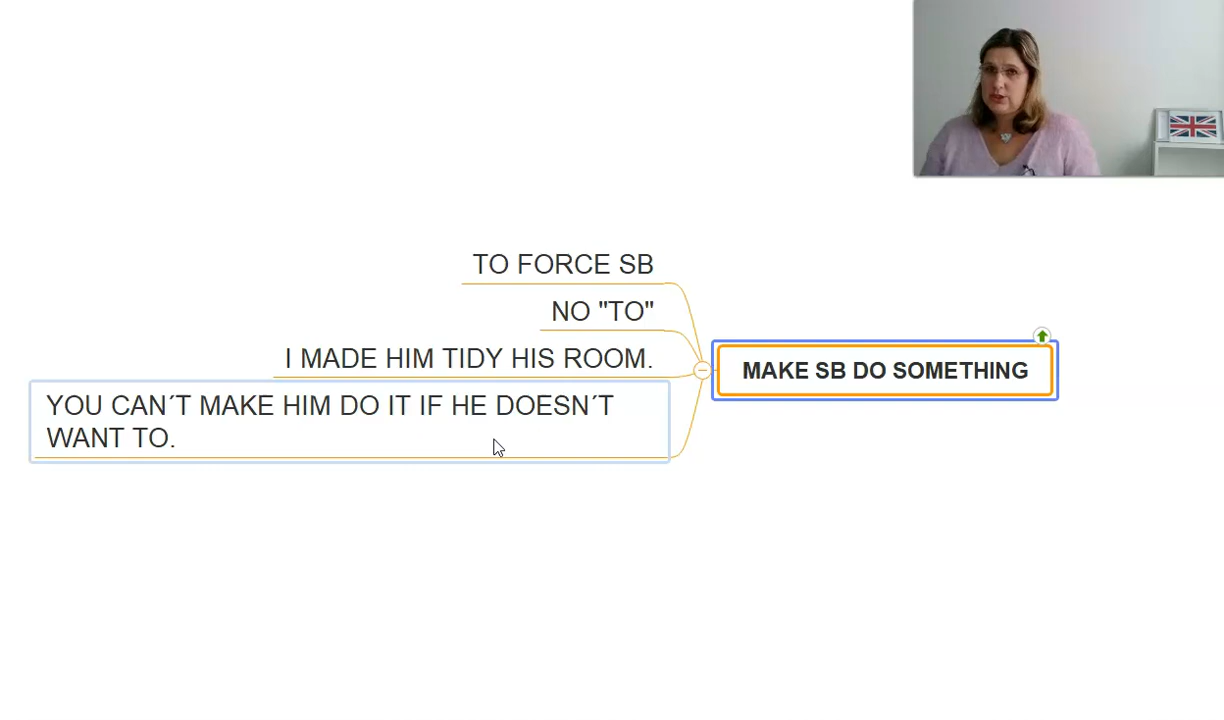 TO FORCE SB
NO "TO"
I MADE HIM TIDY HIS ROOM.
YOU CAN´T MAKE HIM DO IT IF HE DOESN´T
WANT TO.
MAKE SB DO SOMETHING